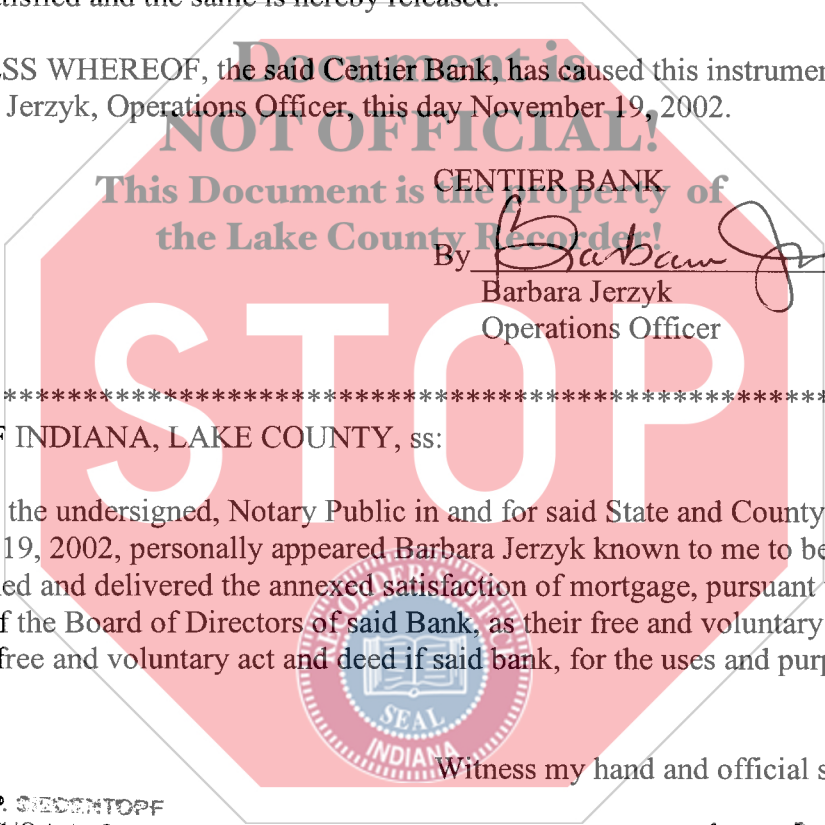 satisfied and the same is hereby released.
Document is
ESS WHEREOF, the said Centier Bank, has caused this instrumen
Jerzyk, Operations Officer, this day November 19, 2002.
NOT OFFICIAL!
CENTIER BANK
This Document is the property of
the Lake County Recorder!
By Barbara
Barbara Jerzyk
Operations Officer
STOP
****************************************************
F INDIANA, LAKE COUNTY, ss:
the undersigned, Notary Public in and for said State and County
19, 2002, personally appeared Barbara Jerzyk known to me to be
ed and delivered the annexed satisfaction of mortgage, pursuant
f the Board of Directors of said Bank, as their free and voluntary
free and voluntary act and deed if said bank, for the uses and purp
SEAL
INDIANA
Witness my hand and official s